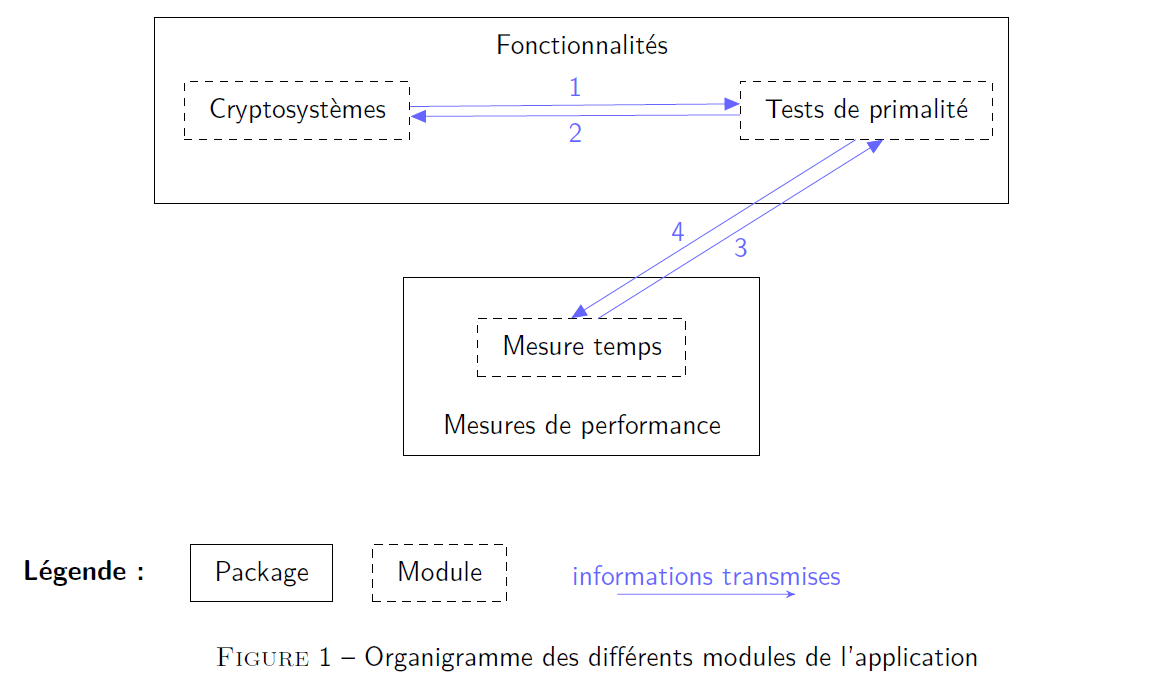 Fonctionnalités
Cryptosystèmes
1
2
Tests de primalité
4
3
Mesure temps
Mesures de performance
Légende :
Package
Module
informations transmises
FIGURE 1 – Organigramme des différents modules de l'application